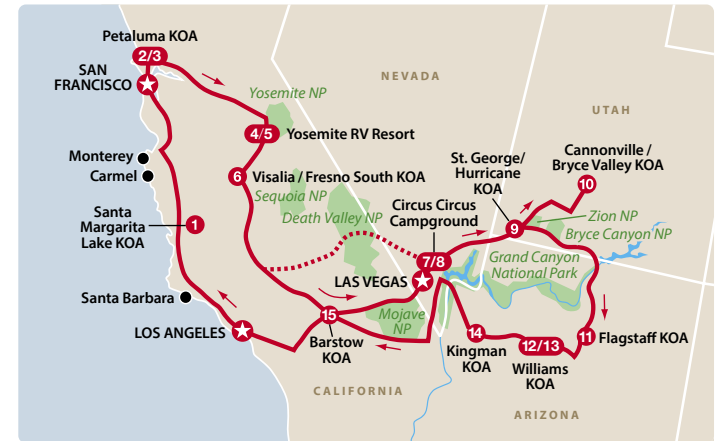 Petaluma KOA
2/3
SAN
FRANCISCO
NEVADA
Yosemite NP
UTAH
4/5
Yosemite RV Resort
Monterey
Carmel
6
Visalia / Fresno South KOA
Sequoia NP
Death Valley NP
St. George/
Hurricane
KOA
Cannonville /
Bryce Valley KOA
10
Circus Circus
Campground
Santa
Margarita
Lake KOA
1
9
Zion NP
Bryce Canyon NP
7/8
LAS VEGAS
Grand Canyon
National Park
Santa Barbara
LOS ANGELES
15
Barstow
KOA
Mojave
NP
14
Kingman
KOA
12/13
Williams
KOA
11
Flagstaff KOA
CALIFORNIA
ARIZONA